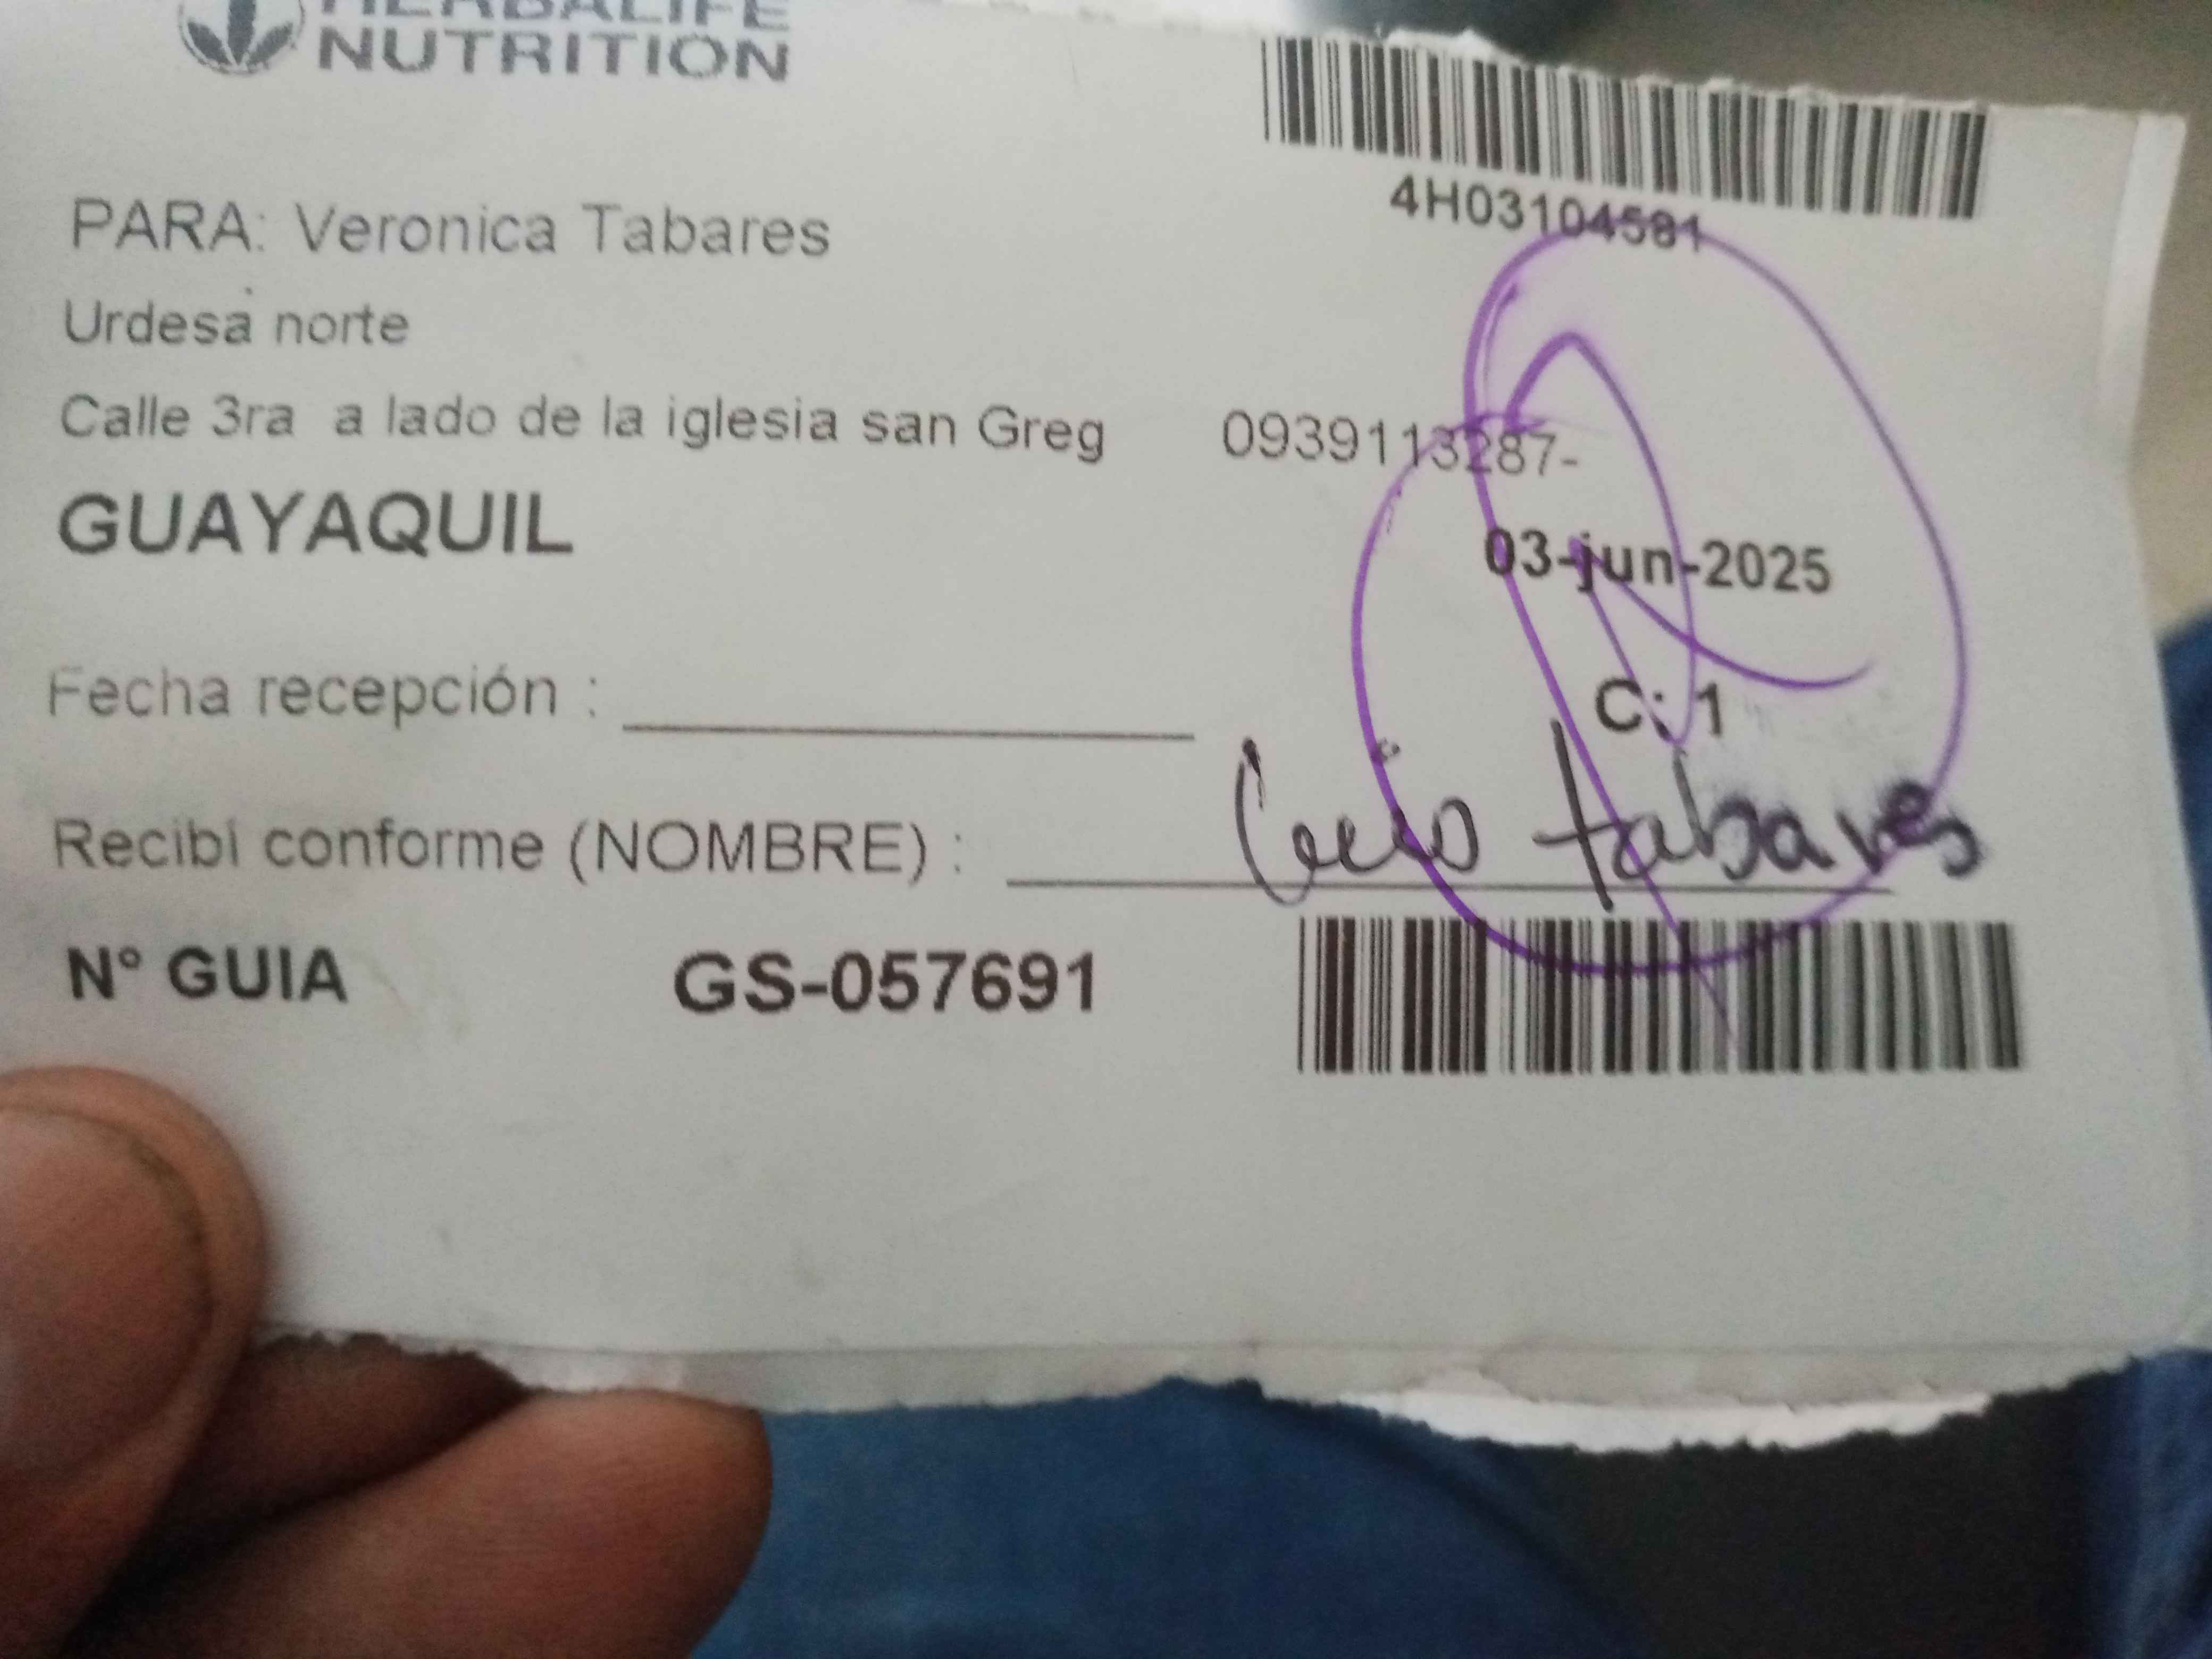 HERBALIFE
NUTRITION
4H03104581
PARA: Veronica Tabares
Urdesa norte
Calle 3ra a lado de la iglesia san Greg 0939113287-
GUAYAQUIL
03-jun-2025
Fecha recepción :
C: 1
Recibí conforme (NOMBRE) : tabares
N° GUIA GS-057691